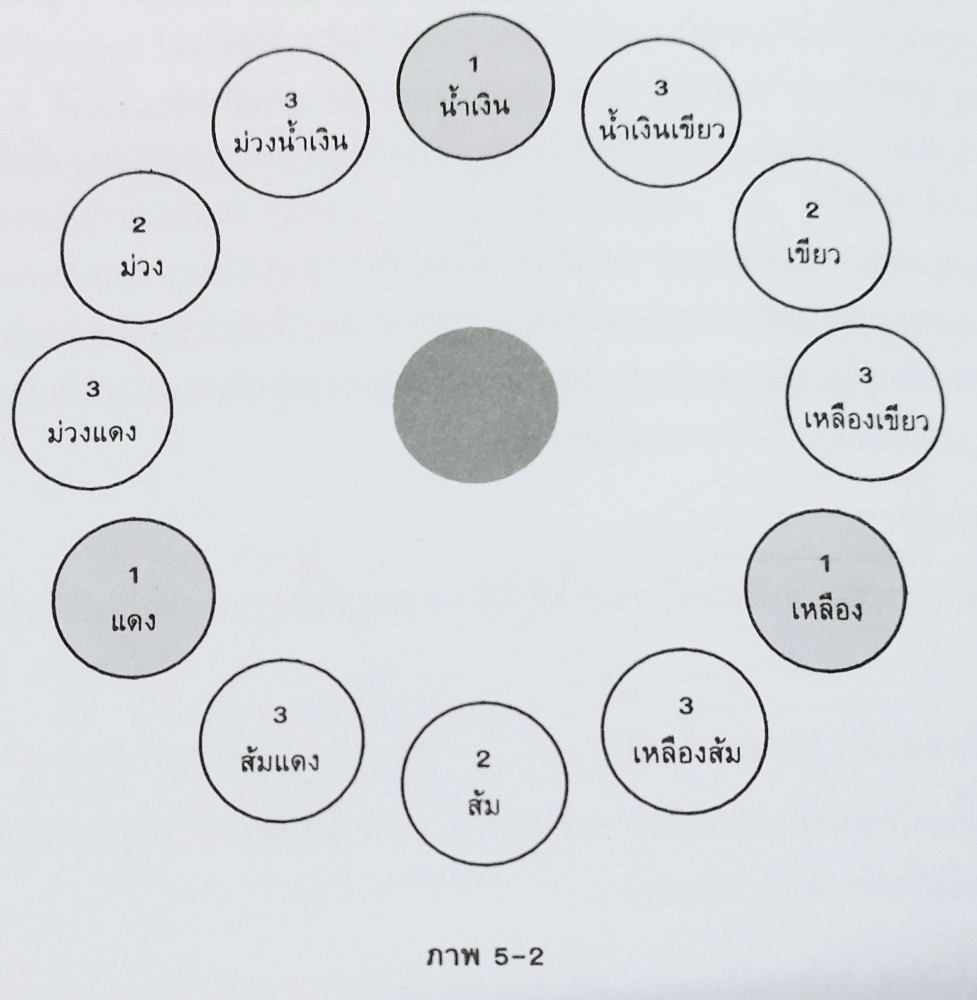 1
น้ำเงิน
3
น้ำเงินเขียว
2
เขียว
3
เหลืองเขียว
1
เหลือง
3
เหลืองส้ม
2
ส้ม
3
ส้มแดง
1
แดง
3
ม่วงแดง
2
ม่วง
3
ม่วงน้ำเงิน
ภาพ 5-2